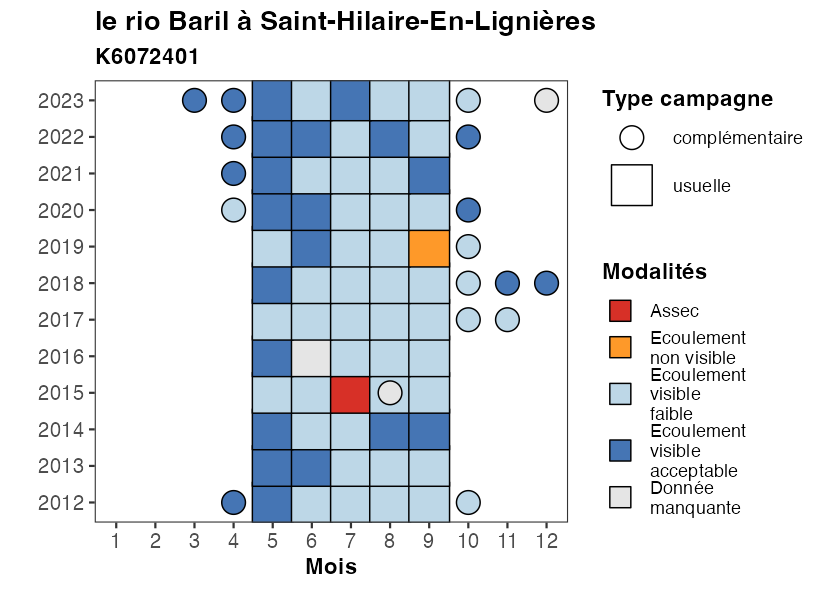 le rio Baril à Saint-Hilaire-En-Lignières
K6072401
2023
2022
2021
2020
2019
2018
2017
2016
2015
2014
2013
2012
1 2 3 4 5 6 7 8 9 10 11 12
Mois
Type campagne
complémentaire
usuelle
Modalités
Assec
Ecoulement
non visible
Ecoulement
visible
faible
Ecoulement
visible
acceptable
Donnée
manquante